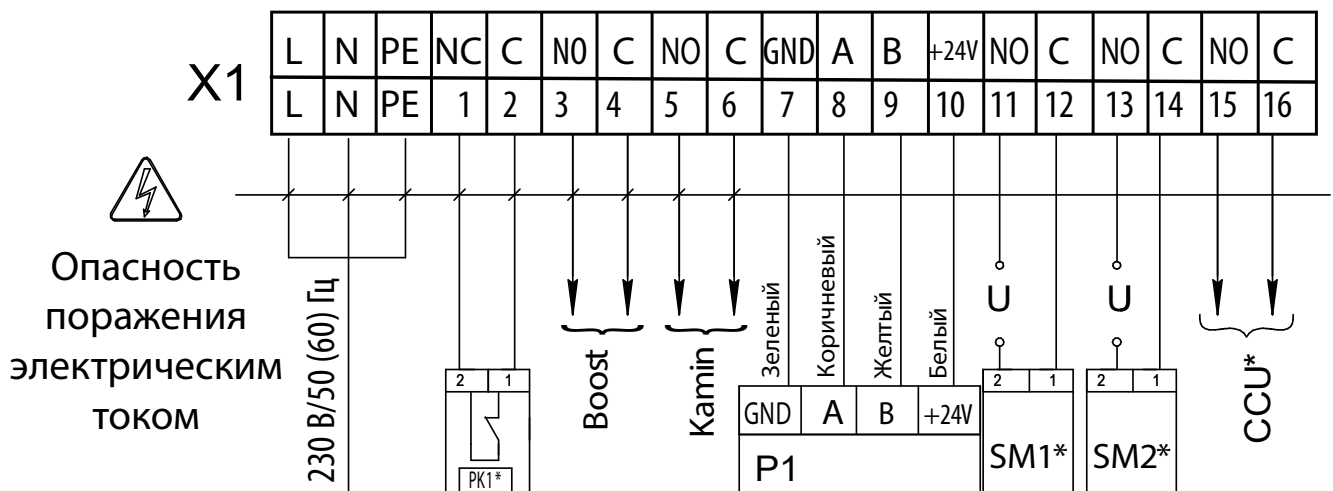 X1
L N PE NC C NO C NO C GND A B +24V NO C NO C NO C
L N PE 1 2 3 4 5 6 7 8 9 10 11 12 13 14 15 16
Опасность
поражения
электрическим
током
230 В/50 (60) Гц
2 1
PK1*
Boost
Kamin
Зеленый
Коричневый
Желтый
Белый
GND A B +24V
P1
U
2 1
SM1*
U
2 1
SM2*
CCU*